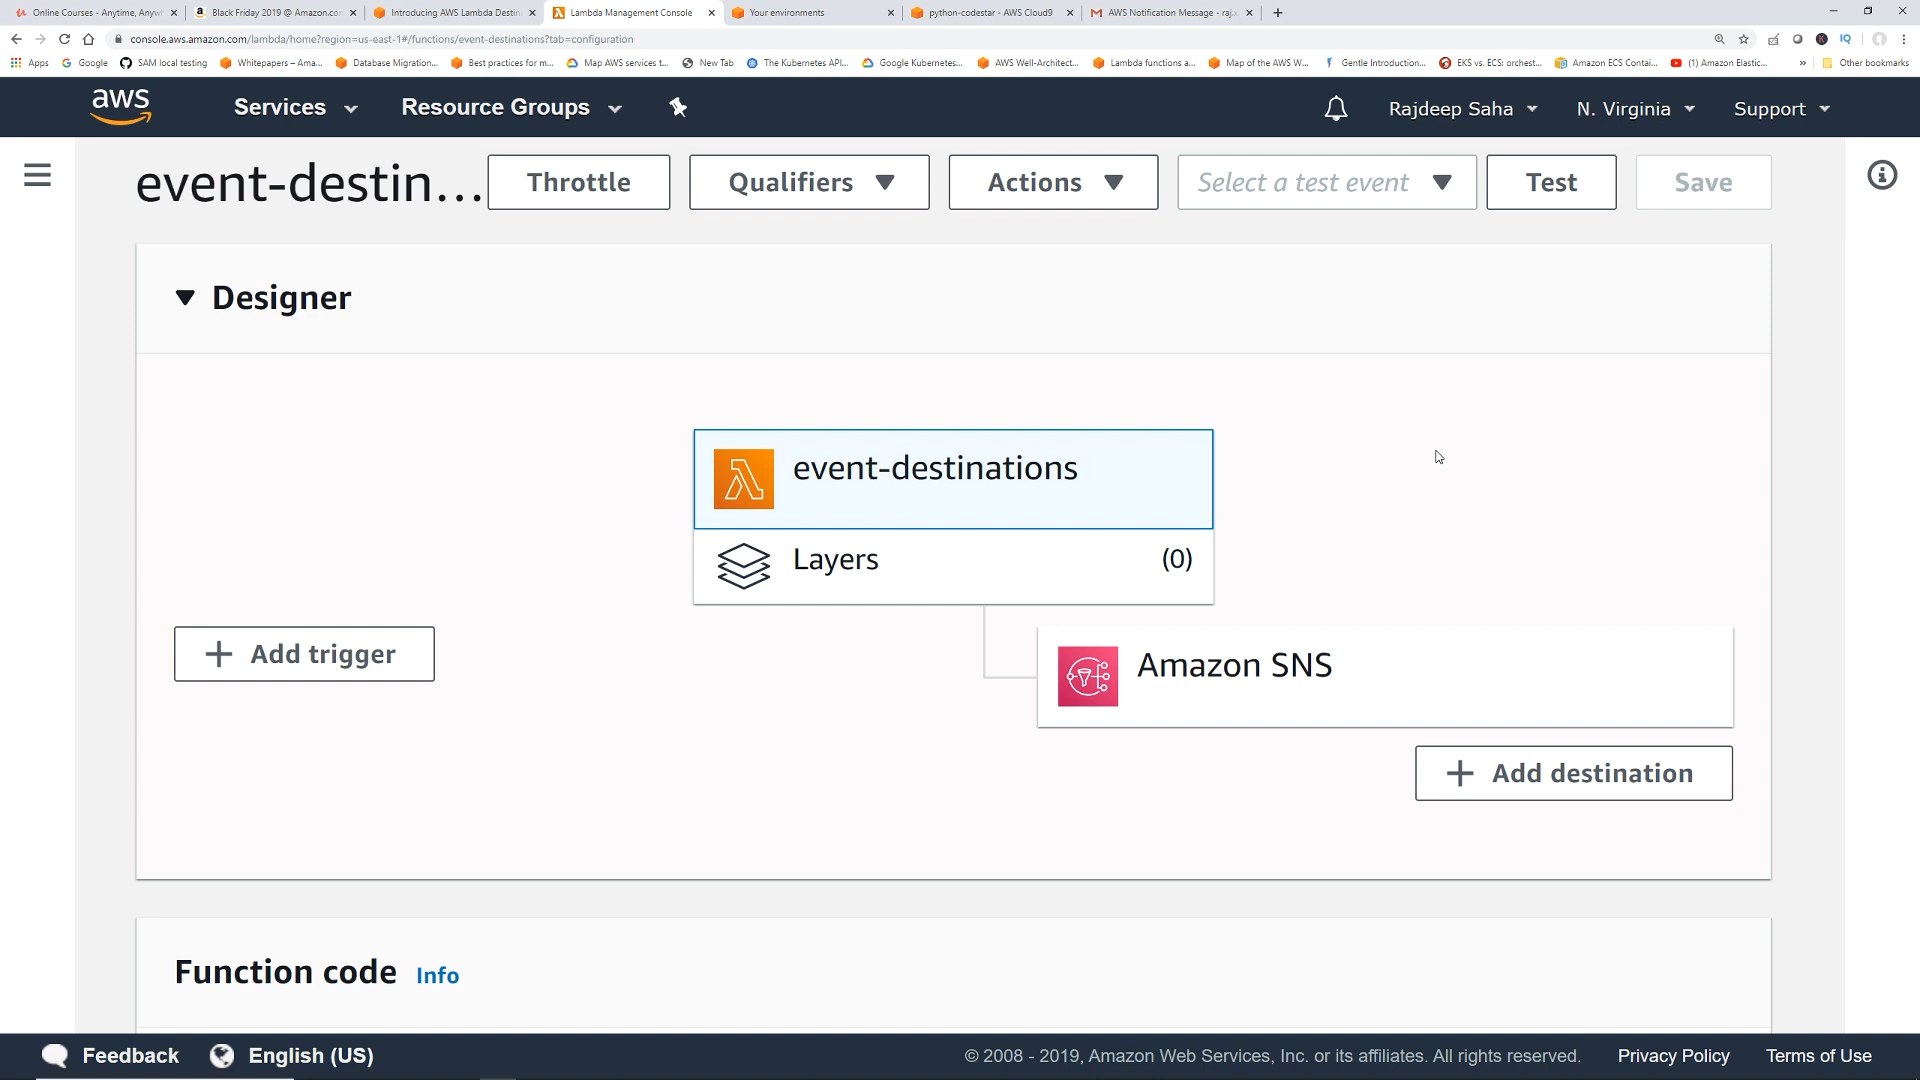 Online Courses - Anytime, Anyw
Black Friday 2019 @ Amazon.co
Introducing AWS Lambda Destin
Lambda Management Console
Your environments
python-codestar - AWS Cloud9
AWS Notification Message - raj.x
console.aws.amazon.com/lambda/home?region=us-east-1#/functions/event-destinations?tab=configuration
IQ
Apps
Google
SAM local testing
Whitepapers – Ama...
Database Migration...
Best practices for m...
Map AWS services t...
New Tab
The Kubernetes API...
Google Kubernetes...
AWS Well-Architect...
Lambda functions a...
Map of the AWS W...
Gentle Introduction...
EKS vs. ECS: orchest...
Amazon ECS Contai...
(1) Amazon Elastic...
»
Other bookmarks
aws
Services
Resource Groups
Rajdeep Saha
N. Virginia
Support
event-destin...
Throttle
Qualifiers
Actions
Select a test event
Test
Save
Designer
event-destinations
Layers (0)
Add trigger
Amazon SNS
Add destination
Function code Info
Feedback
English (US)
© 2008 - 2019, Amazon Web Services, Inc. or its affiliates. All rights reserved.
Privacy Policy
Terms of Use